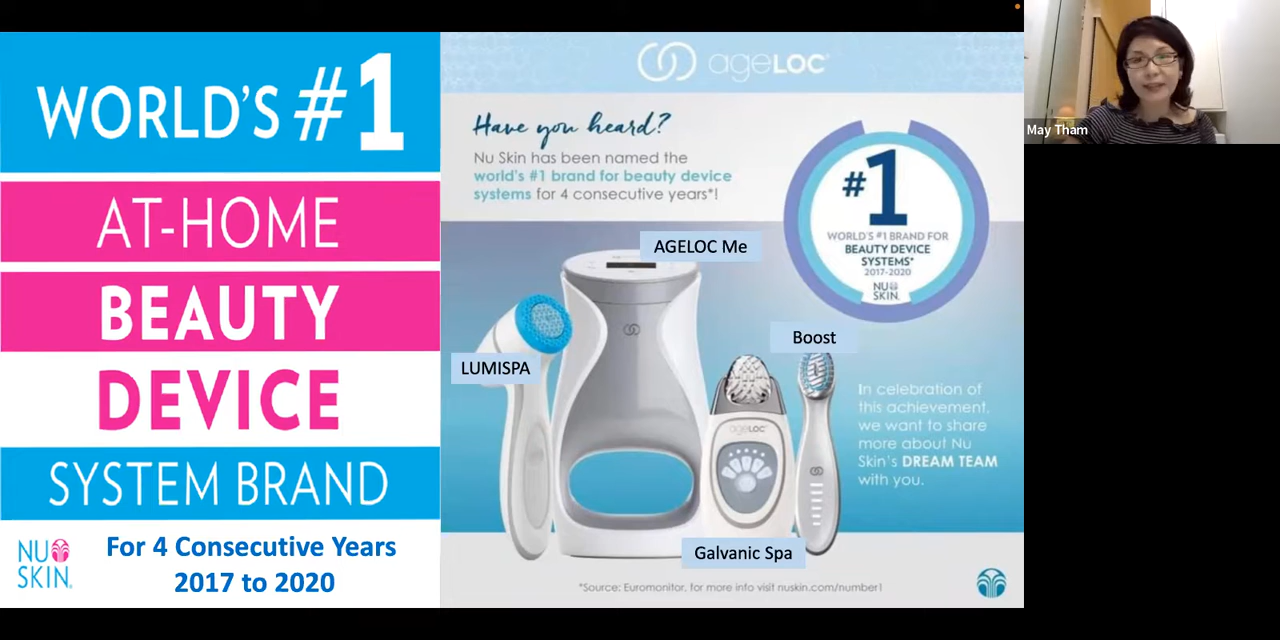 WORLD'S #1
AT-HOME
BEAUTY
DEVICE
SYSTEM BRAND
NU
SKIN®
For 4 Consecutive Years
2017 to 2020
ageLOC®
Have you heard?
Nu Skin has been named the
world's #1 brand for beauty device
systems for 4 consecutive years*!
#1
WORLD'S #1 BRAND FOR
BEAUTY DEVICE
SYSTEMS*
2017-2020
NU
SKIN
AGELOC Me
LUMISPA
Boost
ageLOC
Galvanic Spa
In celebration of
this achievement,
we want to share
more about Nu
Skin's DREAM TEAM
with you.
*Source: Euromonitor, for more info visit nuskin.com/number1
May Tham